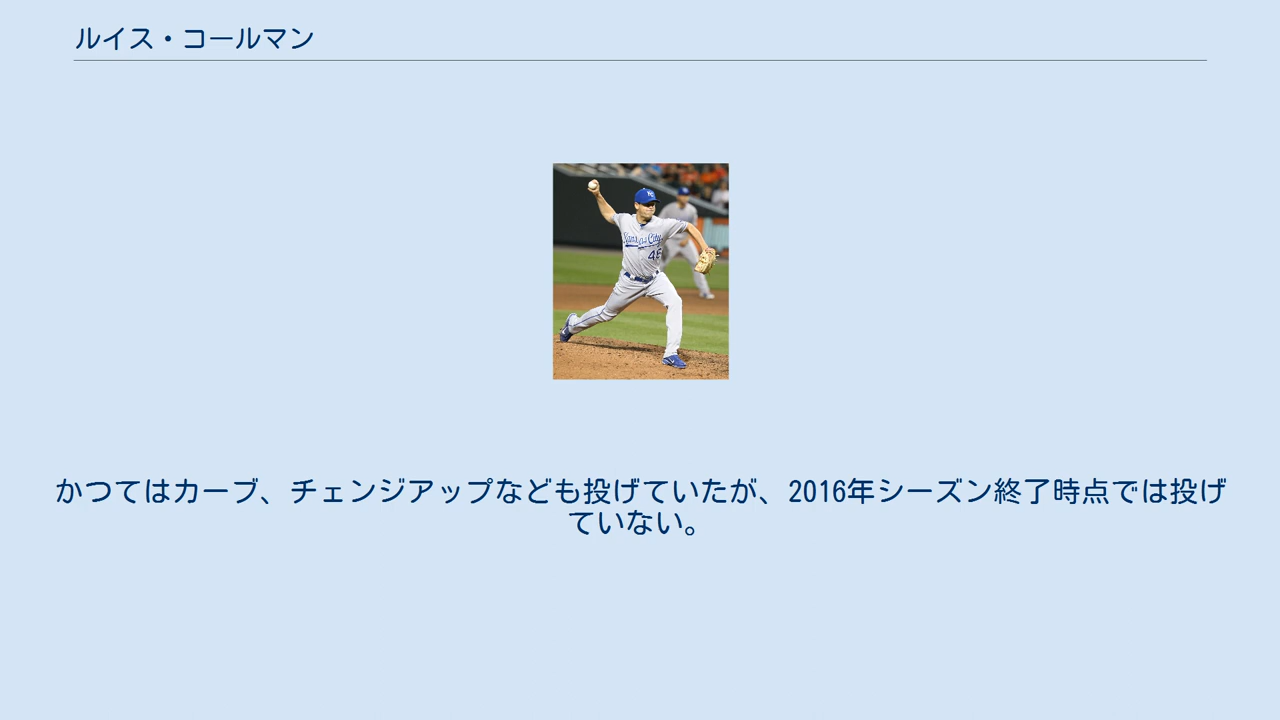 ルイス・コールマン
Kansas City
かつてはカーブ、チェンジアップなども投げていたが、2016年シーズン終了時点では投げ
ていない。